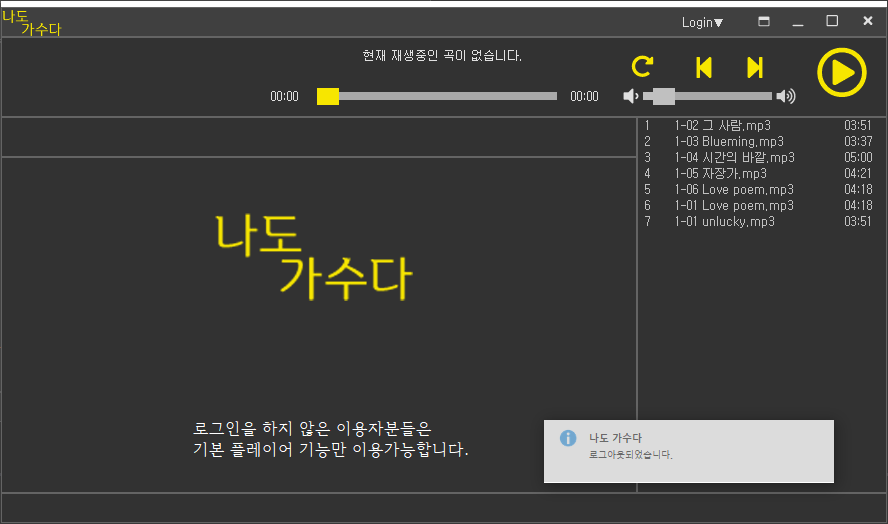 나도
가수다
Login▼
현재 재생중인 곡이 없습니다.
00:00
00:00
1 1-02 그 사람.mp3 03:51
2 1-03 Blueming.mp3 03:37
3 1-04 시간의 바깥.mp3 05:00
4 1-05 자장가.mp3 04:21
5 1-06 Love poem.mp3 04:18
6 1-01 Love poem.mp3 04:18
7 1-01 unlucky.mp3 03:51
나도
가수다
로그인을 하지 않은 이용자분들은
기본 플레이어 기능만 이용가능합니다.
나도 가수다
로그아웃되었습니다.